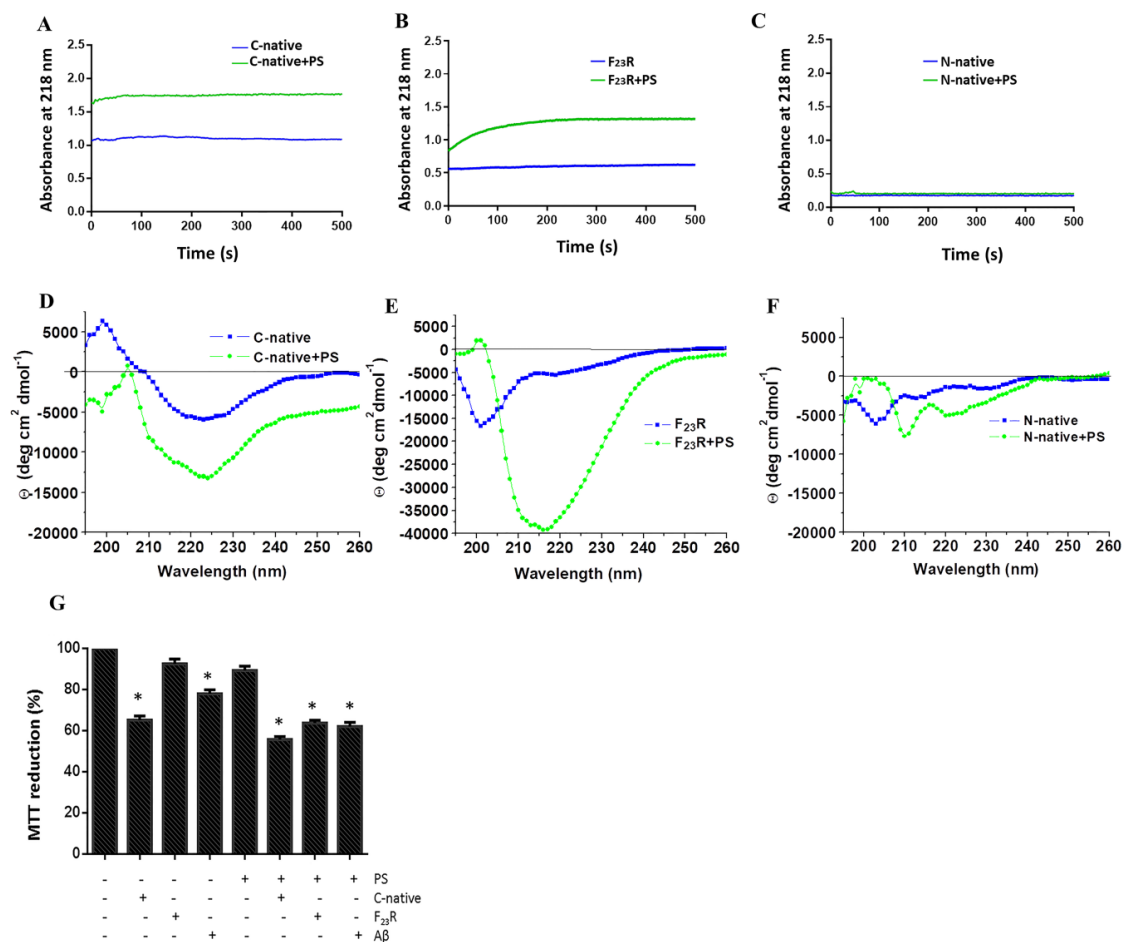 A
Absorbance at 218 nm
2.5
2.0
1.5
1.0
0.5
0.0
C-native
C-native+PS
0 100 200 300 400 500
Time (s)
B
Absorbance at 218 nm
2.5
2.0
1.5
1.0
0.5
0.0
F23R
F23R+PS
0 100 200 300 400 500
Time (s)
C
Absorbance at 218 nm
2.5
2.0
1.5
1.0
0.5
0.0
N-native
N-native+PS
0 100 200 300 400 500
Time (s)
D
Θ (deg cm2 dmol-1)
5000
0
-5000
-10000
-15000
-20000
C-native
C-native+PS
200 210 220 230 240 250 260
Wavelength (nm)
E
Θ (deg cm2 dmol-1)
5000
0
-5000
-10000
-15000
-20000
-25000
-30000
-35000
-40000
F23R
F23R+PS
200 210 220 230 240 250 260
Wavelength (nm)
F
Θ (deg cm2 dmol-1)
5000
0
-5000
-10000
-15000
-20000
N-native
N-native+PS
200 210 220 230 240 250 260
Wavelength (nm)
G
MTT reduction (%)
100
80
60
40
20
0
* * * * *
- - - - + + + + PS
- + - - - + - - C-native
- - + - - - + - F23R
- - - + - - - + Aβ